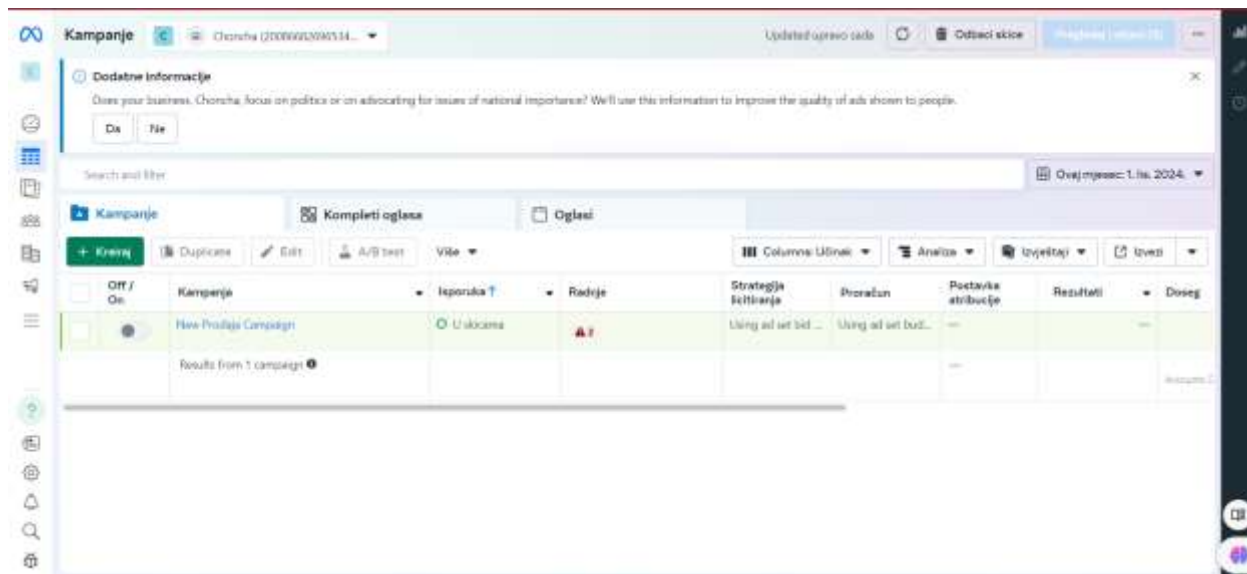 Kampanje
C
Updated upravo sada
Odbaci skice
Dodatne informacije
Does your business, Choncha, focus on politics or on advocating for issues of national importance? We'll use this information to improve the quality of ads shown to people.
Da
Ne
Search and filter
Ovaj mjesec: 1. lis. 2024.
Kampanje
Kompleti oglasa
Oglasi
+ Kreiraj
Duplicate
Edit
A/B test
Više
Columns: Učinak
Analiza
Izvještaji
Izvezi
Off / On
Kampanje
Isporuka ↑
Radnje
Strategija licitiranja
Proračun
Postavka atribucije
Rezultati
Doseg
New Prodaja Campaign
U skicama
2
Using ad set bid ...
Using ad set bud...
—
—
Results from 1 campaign
—